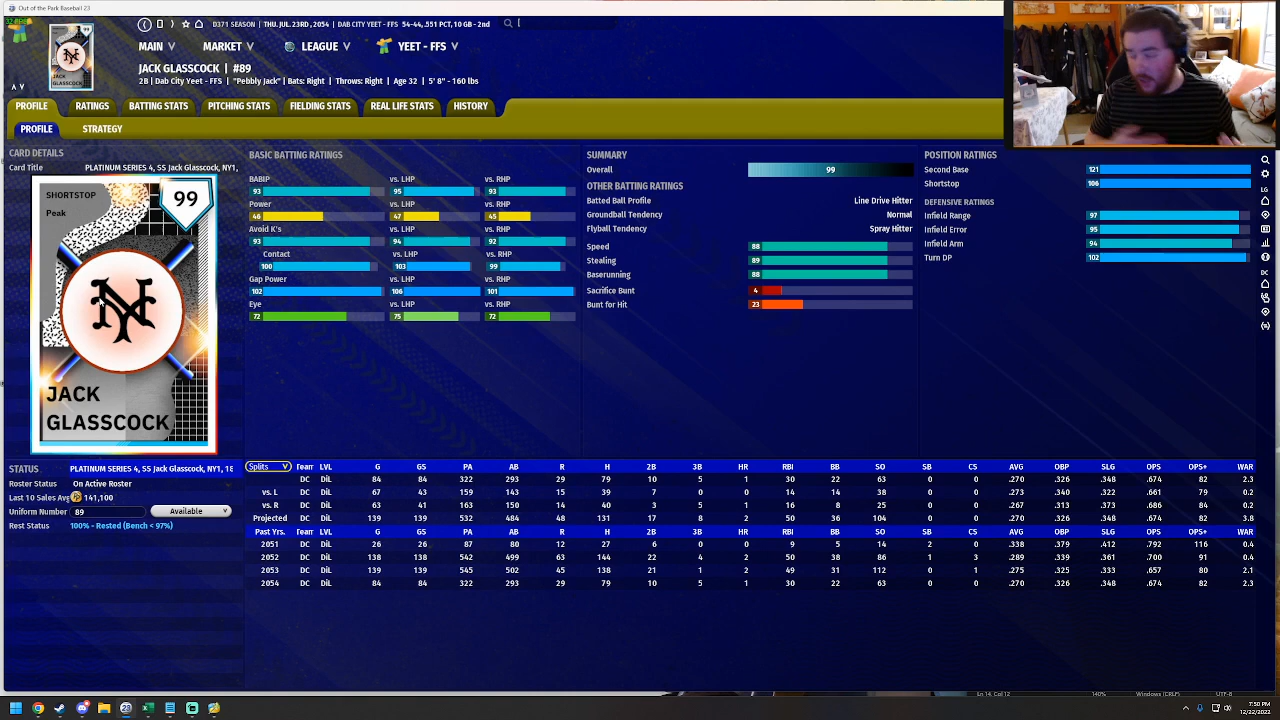 Out of the Park Baseball 23
D371 SEASON | THU. JUL. 23RD, 2054 | DAB CITY YEET - FFS | 54-44, .551 PCT, 10 GB - 2nd
MAIN MARKET LEAGUE YEET - FFS
JACK GLASSCOCK | #89
2B | Dab City Yeet - FFS | "Pebbly Jack" | Bats: Right | Throws: Right | Age 32 | 5' 8" - 160 lbs
PROFILE RATINGS BATTING STATS PITCHING STATS FIELDING STATS REAL LIFE STATS HISTORY
PROFILE STRATEGY
CARD DETAILS
Card Title PLATINUM SERIES 4, SS Jack Glasscock, NY1,
SHORTSTOP
Peak
99
JACK
GLASSCOCK
STATUS PLATINUM SERIES 4, SS Jack Glasscock, NY1, 18
Roster Status On Active Roster
Last 10 Sales Avg 141,100
Uniform Number 89 Available
Rest Status 100% - Rested (Bench < 97%)
BASIC BATTING RATINGS
BABIP vs. LHP vs. RHP
93 95 93
Power vs. LHP vs. RHP
46 47 45
Avoid K's vs. LHP vs. RHP
93 94 92
Contact vs. LHP vs. RHP
100 103 99
Gap Power vs. LHP vs. RHP
102 106 101
Eye vs. LHP vs. RHP
72 75 72
SUMMARY
Overall 99
OTHER BATTING RATINGS
Batted Ball Profile Line Drive Hitter
Groundball Tendency Normal
Flyball Tendency Spray Hitter
Speed 88
Stealing 89
Baserunning 88
Sacrifice Bunt 4
Bunt for Hit 23
POSITION RATINGS
Second Base 121
Shortstop 106
DEFENSIVE RATINGS
Infield Range 97
Infield Error 95
Infield Arm 94
Turn DP 102
Splits Team LVL G GS PA AB R H 2B 3B HR RBI BB SO SB CS AVG OBP SLG OPS OPS+ WAR
DC DiL 84 84 322 293 29 79 10 5 1 30 22 63 0 0 .270 .326 .348 .674 82 2.3
vs. L DC DiL 67 43 159 143 15 39 7 0 0 14 14 38 0 0 .273 .340 .322 .661 79 0.2
vs. R DC DiL 63 41 163 150 14 40 3 5 1 16 8 25 0 0 .267 .313 .373 .686 84 0.2
Projected DC DiL 139 139 532 484 48 131 17 8 2 50 36 104 0 0 .270 .326 .348 .674 82 3.8
Past Yrs. Team LVL G GS PA AB R H 2B 3B HR RBI BB SO SB CS AVG OBP SLG OPS OPS+ WAR
2051 DC DiL 26 26 87 80 12 27 6 0 0 9 5 14 2 0 .338 .379 .412 .792 116 0.4
2052 DC DiL 138 138 542 499 63 144 22 4 2 50 38 86 1 3 .289 .339 .361 .700 91 0.4
2053 DC DiL 139 139 545 502 45 138 21 1 2 49 31 112 0 1 .275 .325 .333 .657 80 2.1
2054 DC DiL 84 84 322 293 29 79 10 5 1 30 22 63 0 0 .270 .326 .348 .674 82 2.3
Ln 14, Col 12 140% Windows (CRLF) UTF-8
7:50 PM
12/22/2022